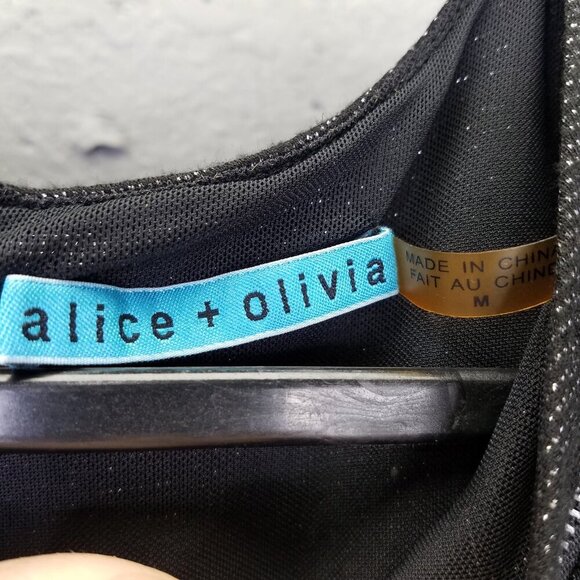 alice + olivia
MADE IN CHINA
FAIT AU CHINE
M